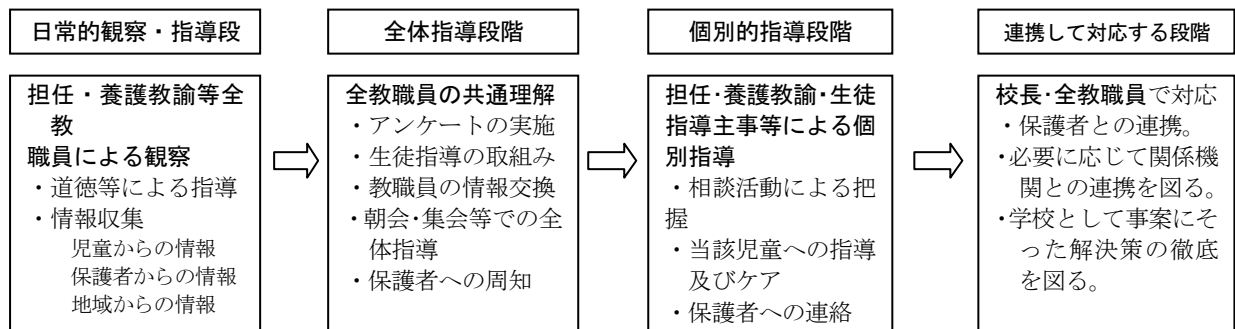 日常的観察・指導段
担任・養護教諭等全
教
職員による観察
・道徳等による指導
・情報収集
児童からの情報
保護者からの情報
地域からの情報
全体指導段階
全教職員の共通理解
・アンケートの実施
・生徒指導の取組み
・教職員の情報交換
・朝会・集会等での全
体指導
・保護者への周知
個別的指導段階
担任・養護教諭・生徒
指導主事等による個
別指導
・相談活動による把
握
・当該児童への指導
及びケア
・保護者への連絡
連携して対応する段階
校長・全教職員で対応
・保護者との連携。
・必要に応じて関係機
関との連携を図る。
・学校として事案にそ
った解決策の徹底
を図る。